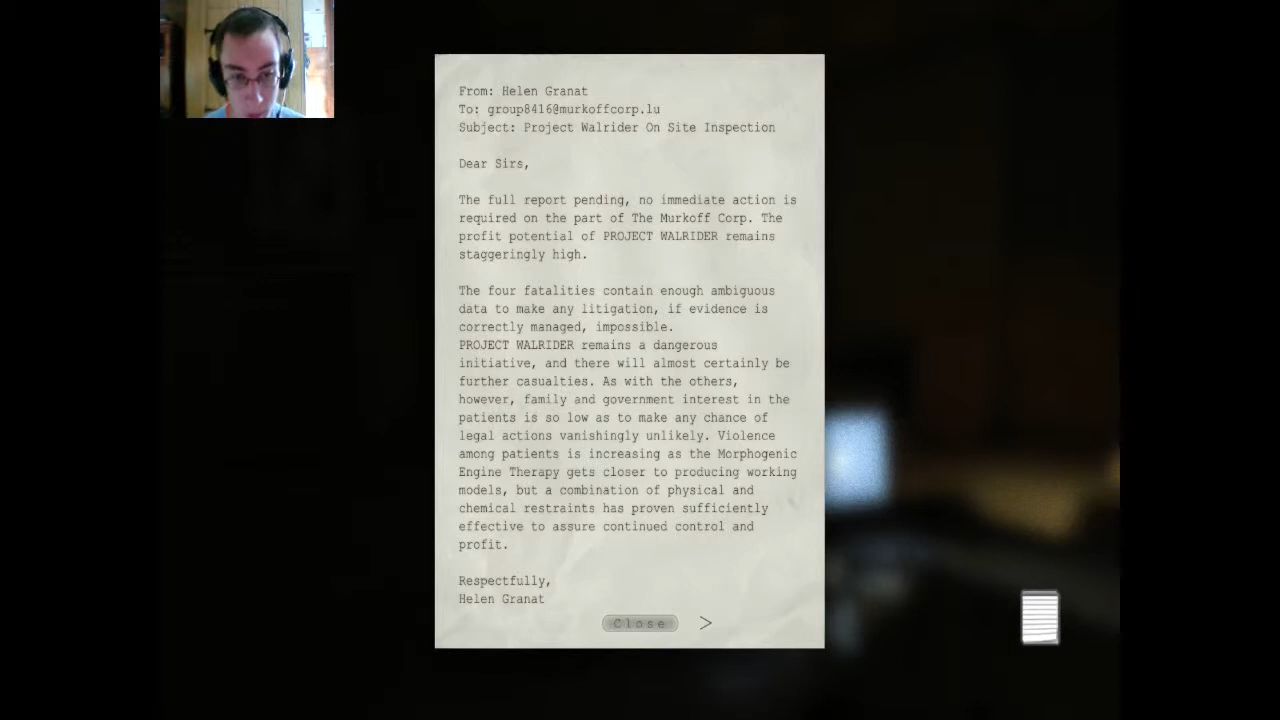 From: Helen Granat
To: group8416@murkoffcorp.lu
Subject: Project Walrider On Site Inspection
Dear Sirs,
The full report pending, no immediate action is
required on the part of The Murkoff Corp. The
profit potential of PROJECT WALRIDER remains
staggeringly high.
The four fatalities contain enough ambiguous
data to make any litigation, if evidence is
correctly managed, impossible.
PROJECT WALRIDER remains a dangerous
initiative, and there will almost certainly be
further casualties. As with the others,
however, family and government interest in the
patients is so low as to make any chance of
legal actions vanishingly unlikely. Violence
among patients is increasing as the Morphogenic
Engine Therapy gets closer to producing working
models, but a combination of physical and
chemical restraints has proven sufficiently
effective to assure continued control and
profit.
Respectfully,
Helen Granat
Close >